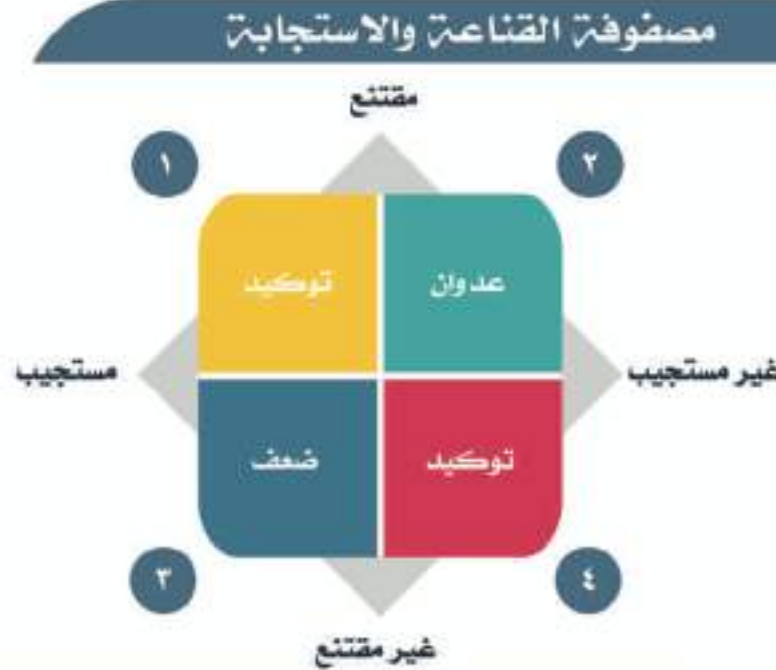 مصفوفة القناعة والاستجابة
مقتنع
٢
١
عدوان
توكيد
غير مستجيب
مستجيب
توكيد
ضعف
٤
٣
غير مقتنع